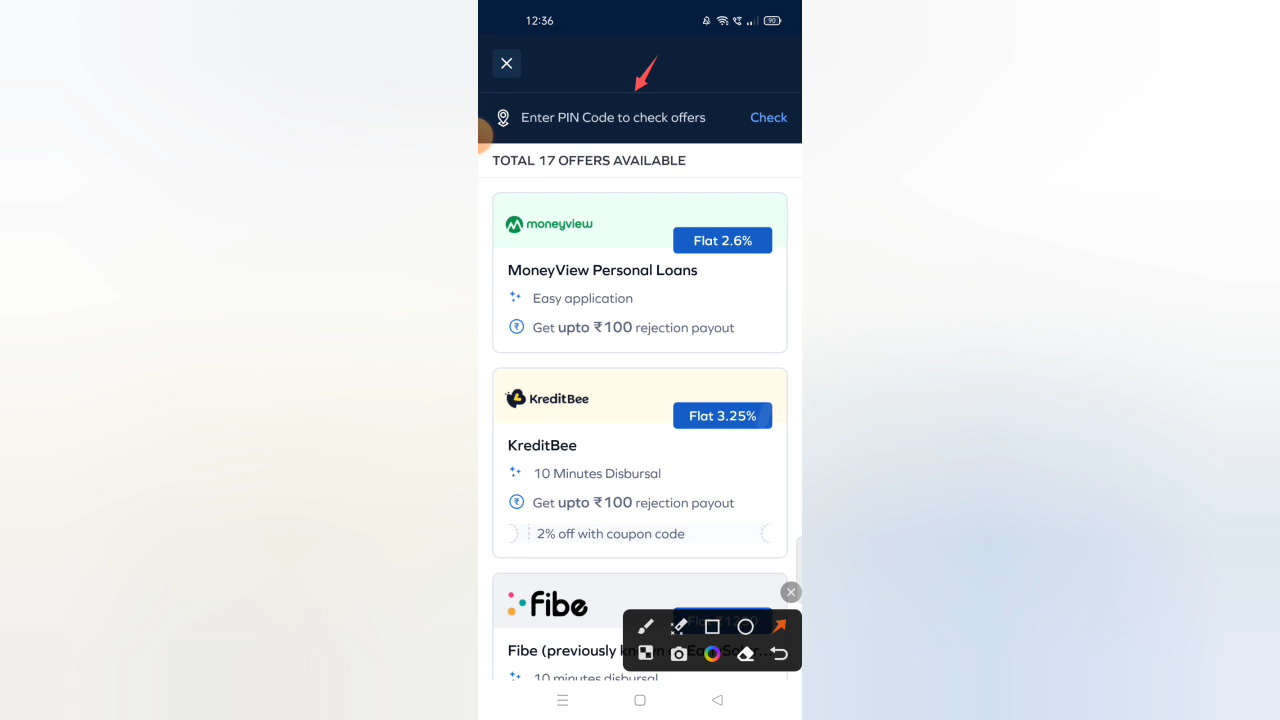 12:36
90
Enter PIN Code to check offers
Check
TOTAL 17 OFFERS AVAILABLE
moneyview
Flat 2.6%
MoneyView Personal Loans
Easy application
Get upto ₹100 rejection payout
KreditBee
Flat 3.25%
KreditBee
10 Minutes Disbursal
Get upto ₹100 rejection payout
2% off with coupon code
fibe
Fibe (previously
10 minutes disbursal